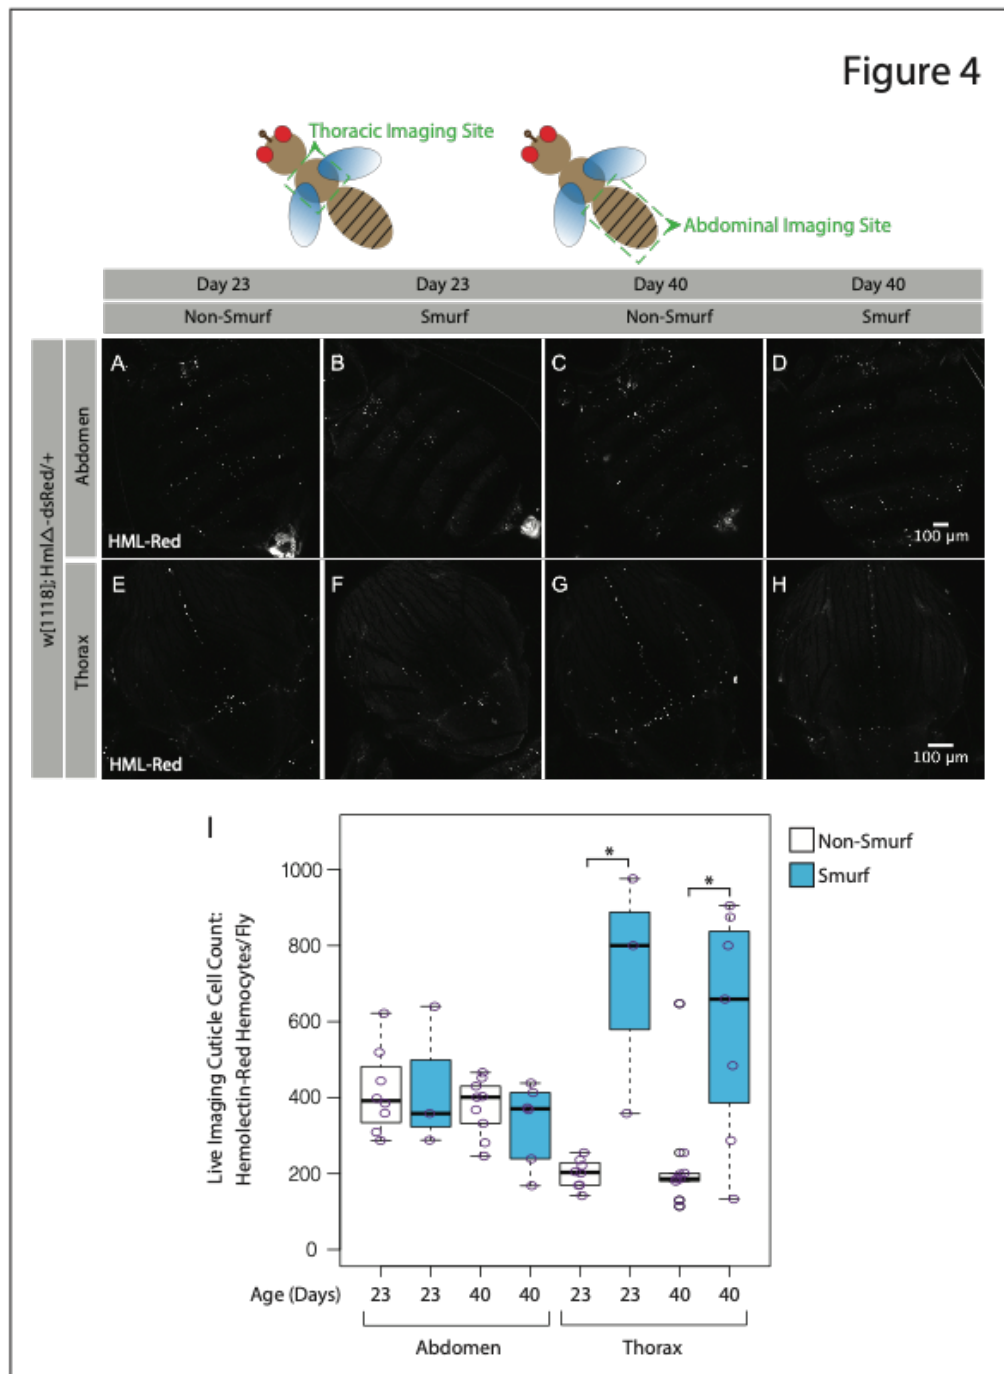 Figure 4
Thoracic Imaging Site
Abdominal Imaging Site
Day 23 Day 23 Day 40 Day 40
Non-Smurf Smurf Non-Smurf Smurf
w[1118]; Hml△-dsRed/+
Abdomen
A B C D
HML-Red
100 μm
Thorax
E F G H
HML-Red
100 μm
I
Non-Smurf
Smurf
Live Imaging Cuticle Cell Count:
Hemolectin-Red Hemocytes/Fly
1000
800
600
400
200
0
* *
Age (Days) 23 23 40 40 23 23 40 40
Abdomen Thorax